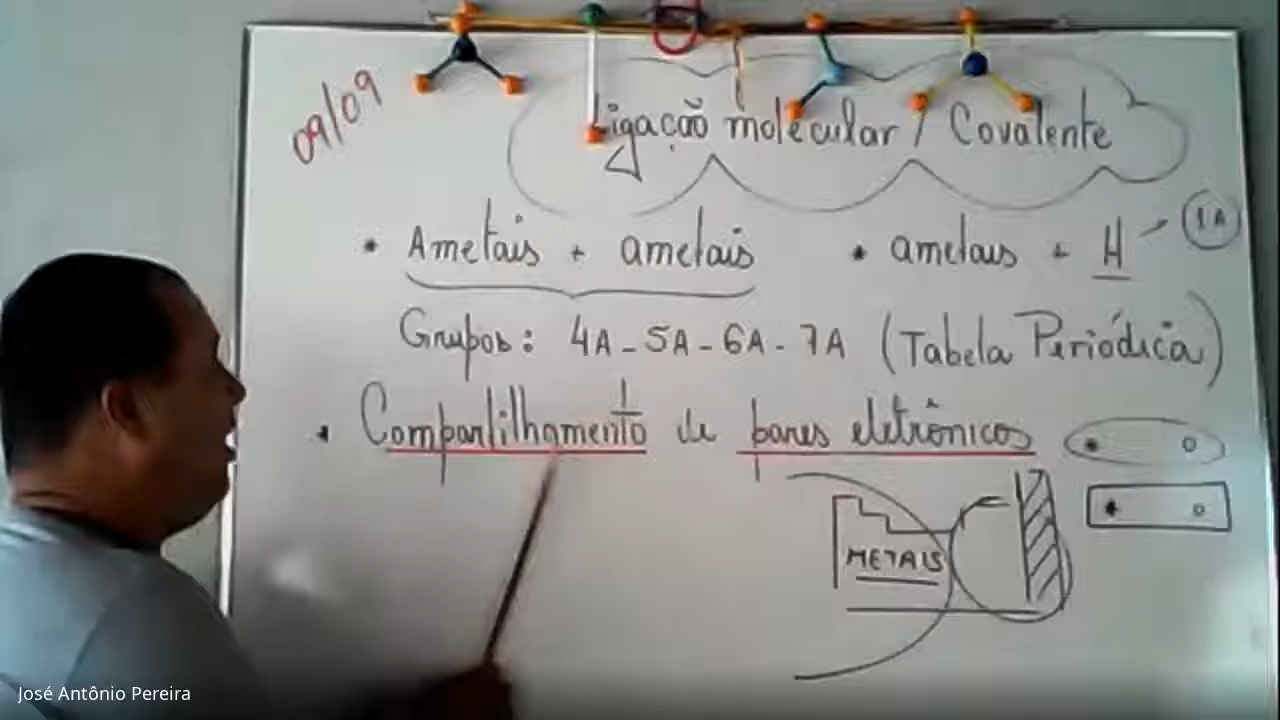 09/09
Ligação molecular / Covalente
* Ametais + ametais * ametais + H 1A
Grupos: 4A - 5A - 6A - 7A (Tabela Periódica)
Compartilhamento de pares eletrônicos
METAIS
José Antônio Pereira